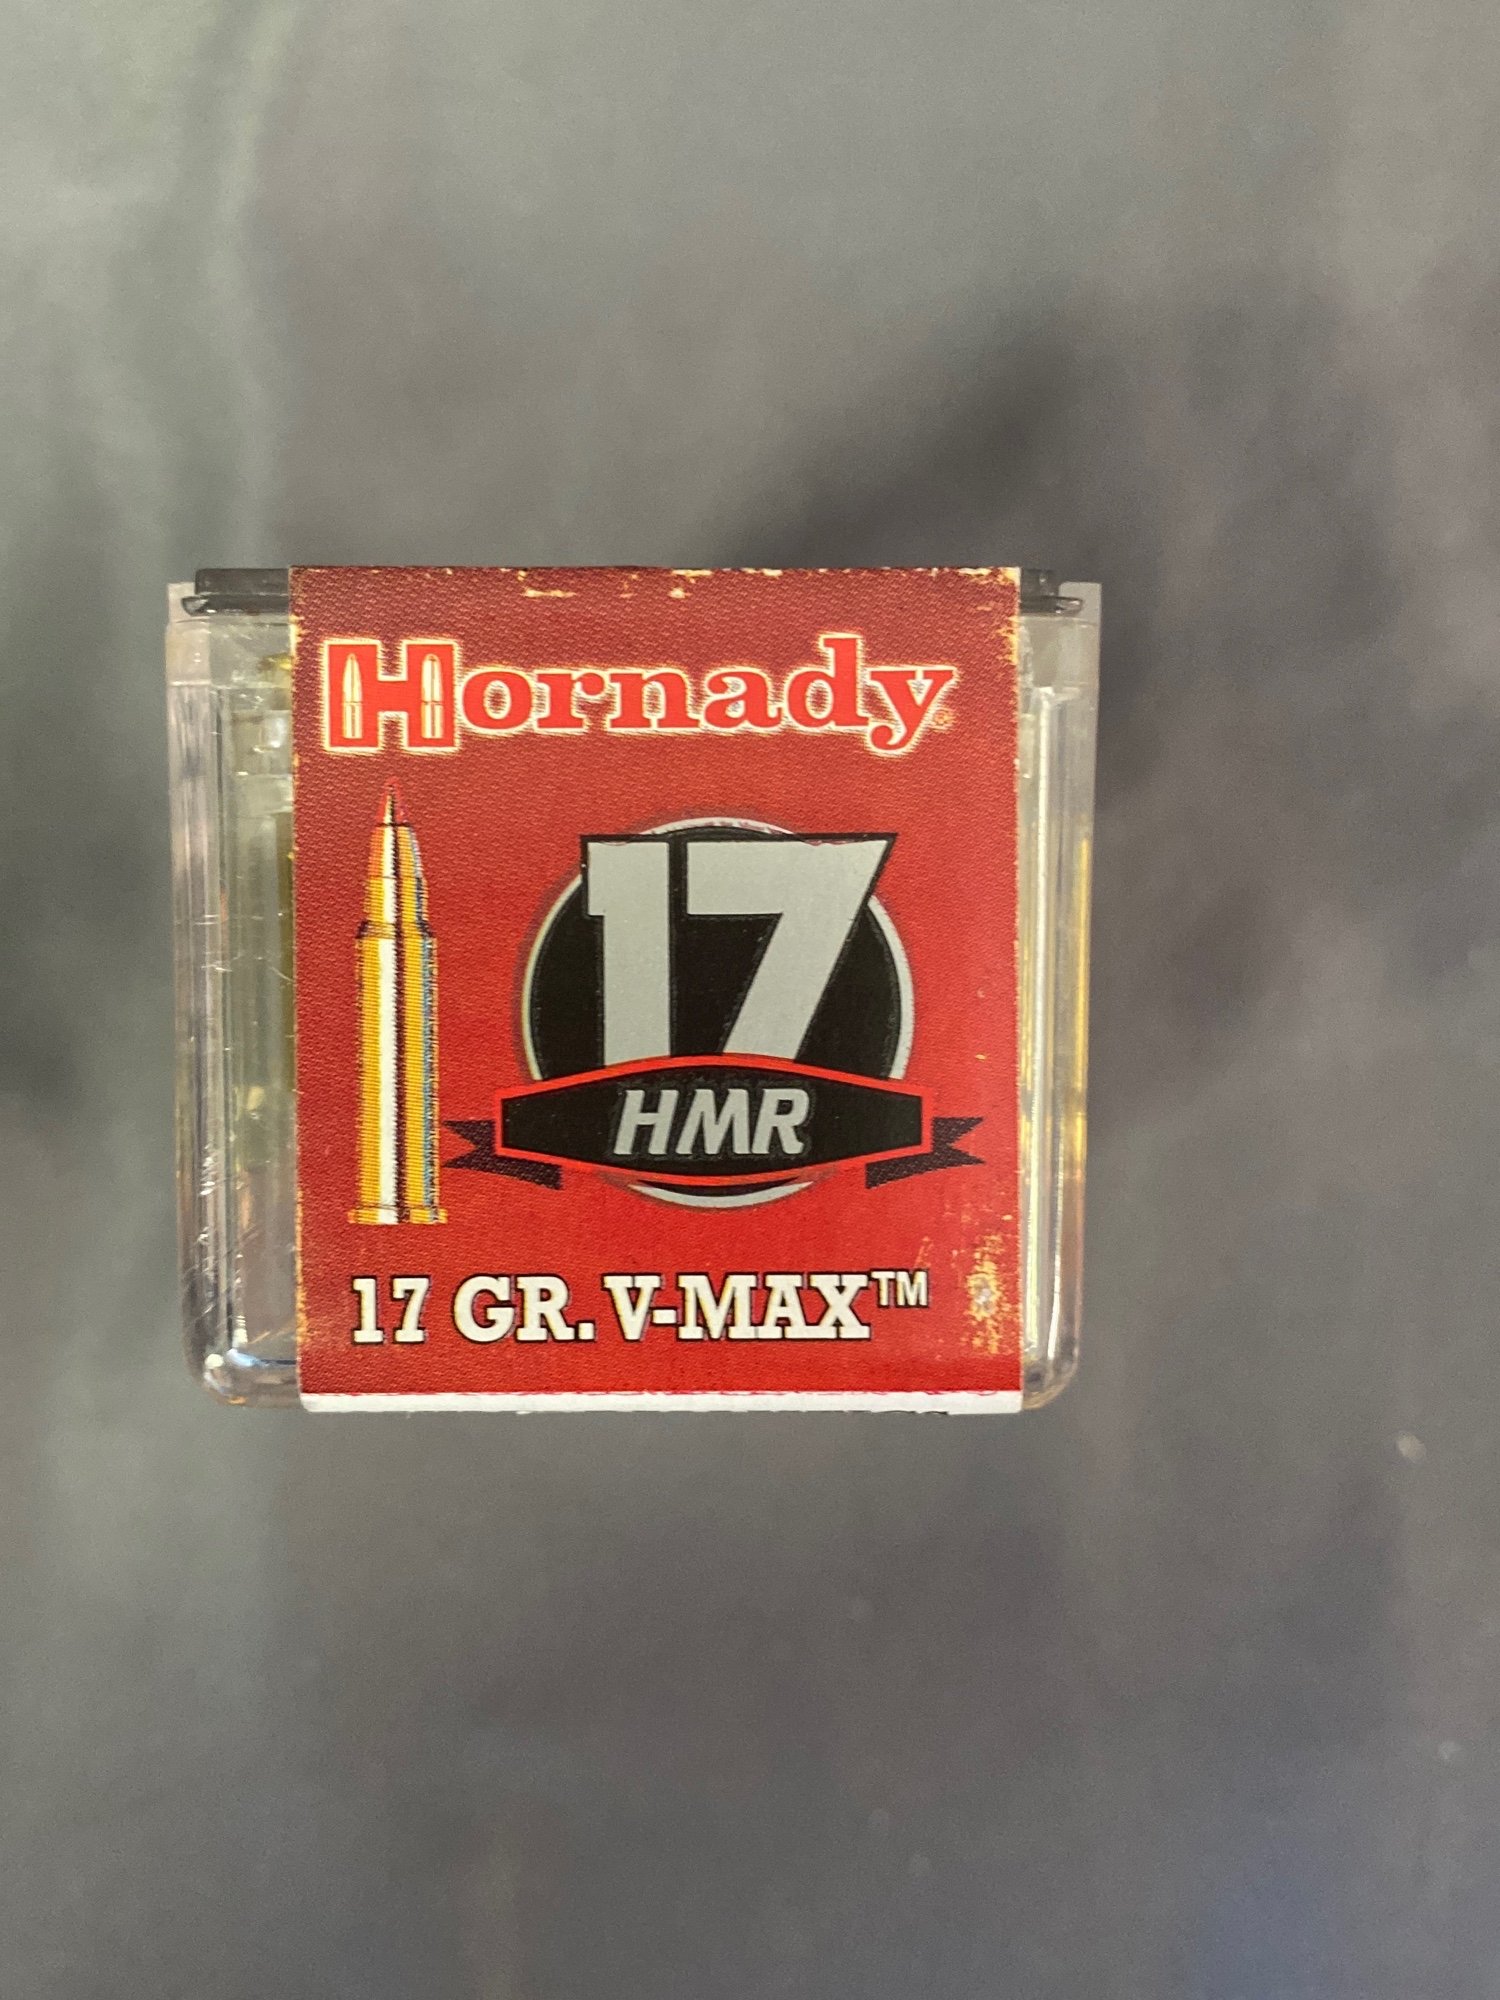 Hornady®
17
HMR
17 GR. V-MAX™